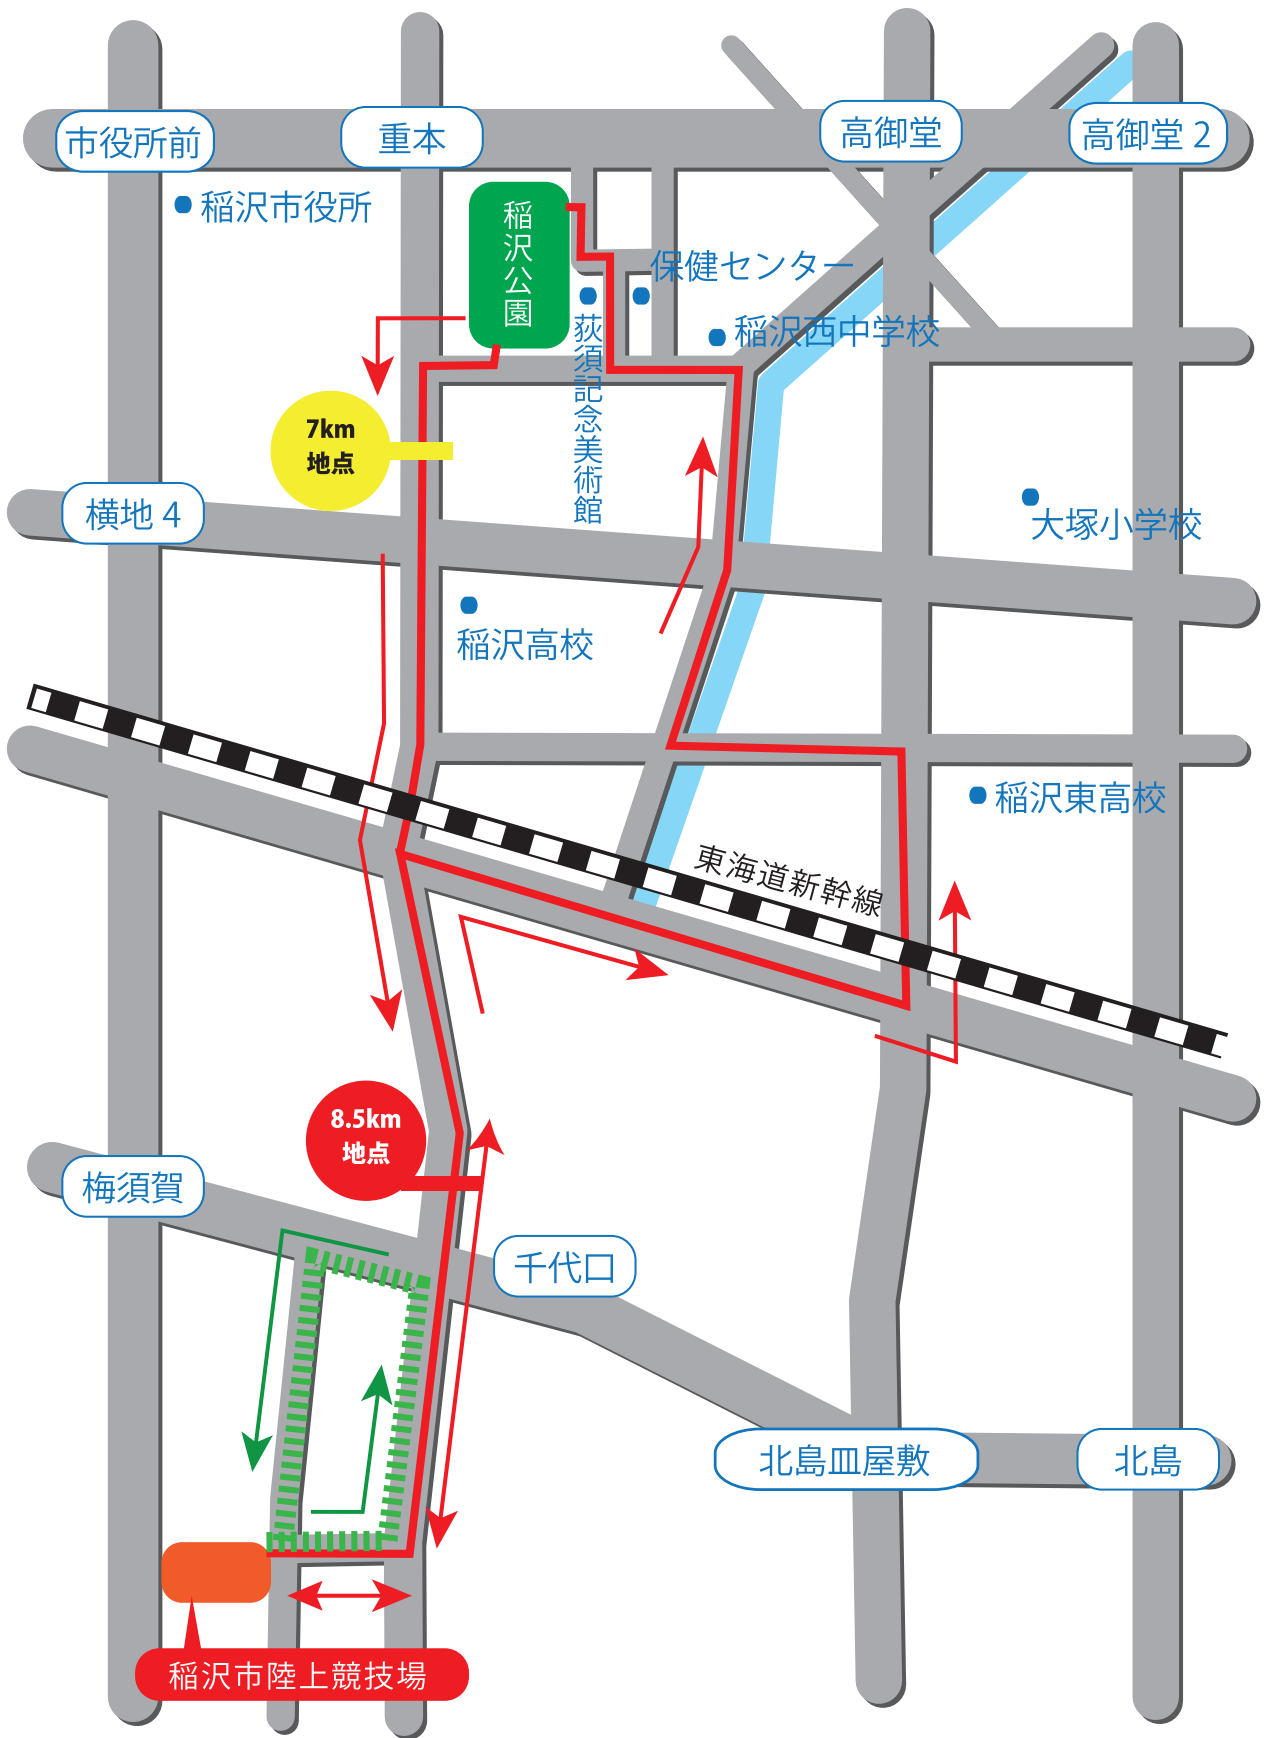 市役所前
重本
高御堂
高御堂 2
稲沢市役所
稲沢公園
保健センター
荻須記念美術館
稲沢西中学校
7km
地点
横地 4
大塚小学校
稲沢高校
稲沢東高校
東海道新幹線
8.5km
地点
梅須賀
千代口
北島皿屋敷
北島
稲沢市陸上競技場